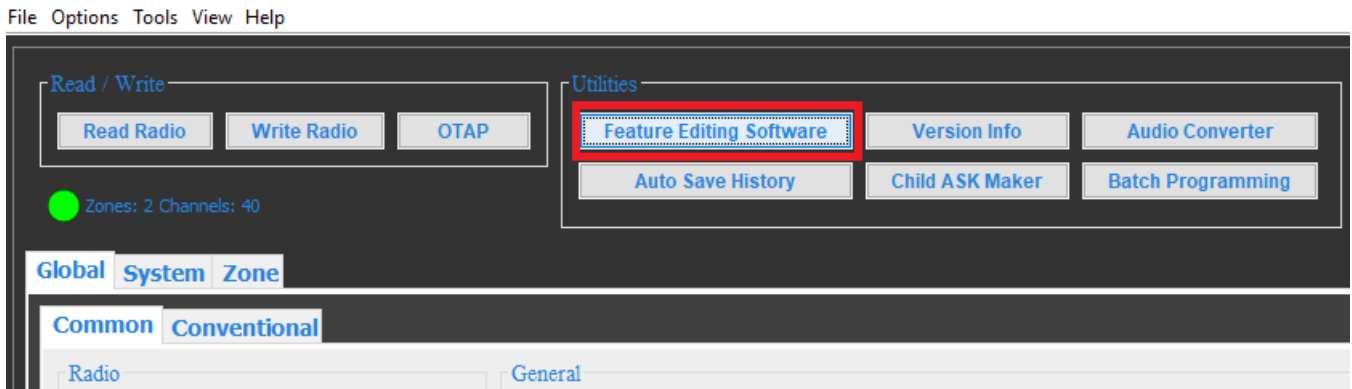 File Options Tools View Help
Read / Write
Utilities
Read Radio Write Radio OTAP
Feature Editing Software Version Info Audio Converter
Auto Save History Child ASK Maker Batch Programming
Zones: 2 Channels: 40
Global System Zone
Common Conventional
Radio General